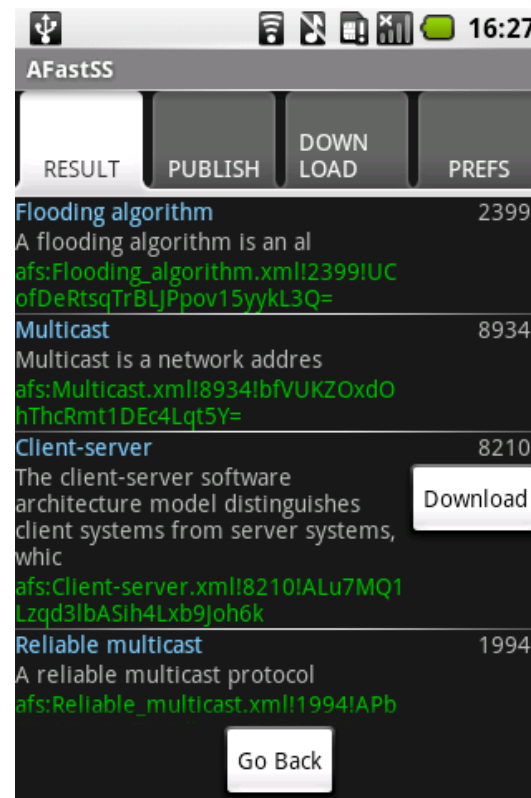 16:27
AFastSS
RESULT
PUBLISH
DOWN
LOAD
PREFS
Flooding algorithm 2399
A flooding algorithm is an al
afs:Flooding_algorithm.xml!2399!UC
ofDeRtsqTrBLJPpov15yykL3Q=
Multicast 8934
Multicast is a network addres
afs:Multicast.xml!8934!bfVUKZOxdO
hThcRmt1DEc4Lqt5Y=
Client-server 8210
The client-server software
architecture model distinguishes
client systems from server systems,
whic
Download
afs:Client-server.xml!8210!ALu7MQ1
Lzqd3lbASih4Lxb9Joh6k
Reliable multicast 1994
A reliable multicast protocol
afs:Reliable_multicast.xml!1994!APb
Go Back